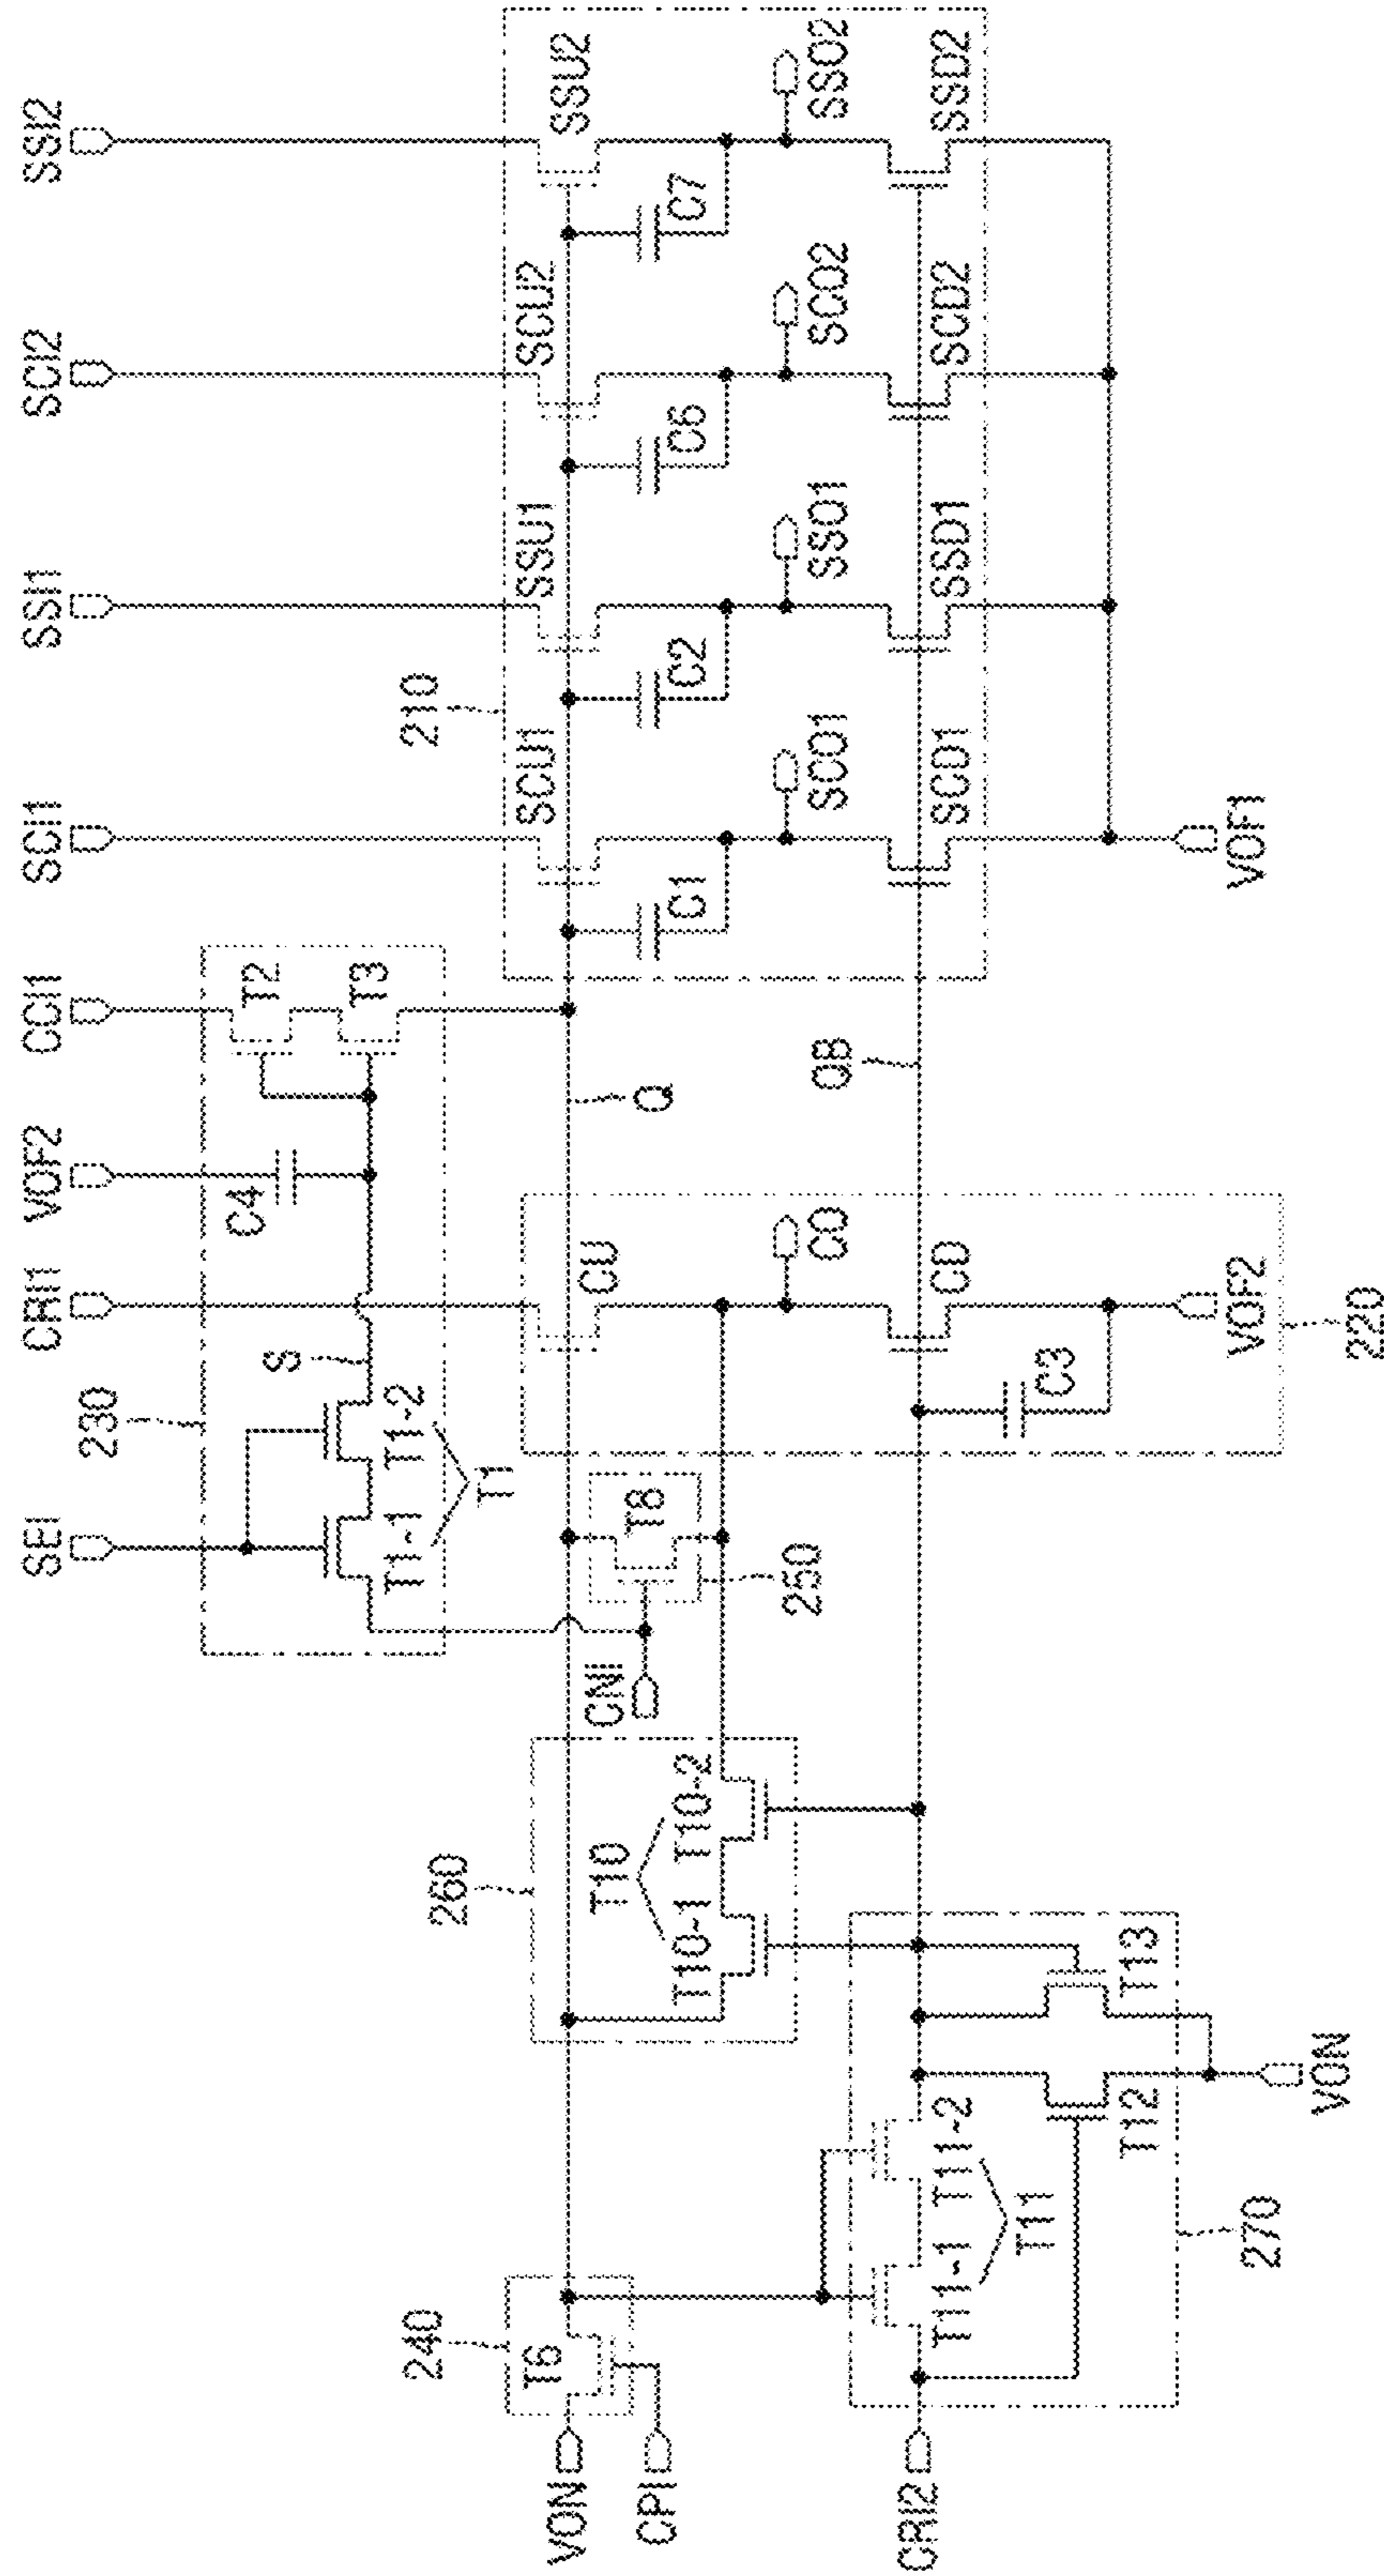 SEI
CRI1
VOF2
CCI1
SCI1
SSI1
SCI2
SSI2
230
S
T1-1
T1-2
T1
C4
T2
T3
210
SCU1
SSU1
SCU2
SSU2
C1
C2
C6
C7
SCO1
SSO1
SCO2
SSO2
SCD1
SSD1
SCD2
SSD2
VOF1
Q
QB
CU
CO
CD
C3
VOF2
220
T8
250
CNI
260
T10
T10-1
T10-2
240
T6
VON
CPI
CRI2
T11-1
T11-2
T11
T12
T13
270
VON